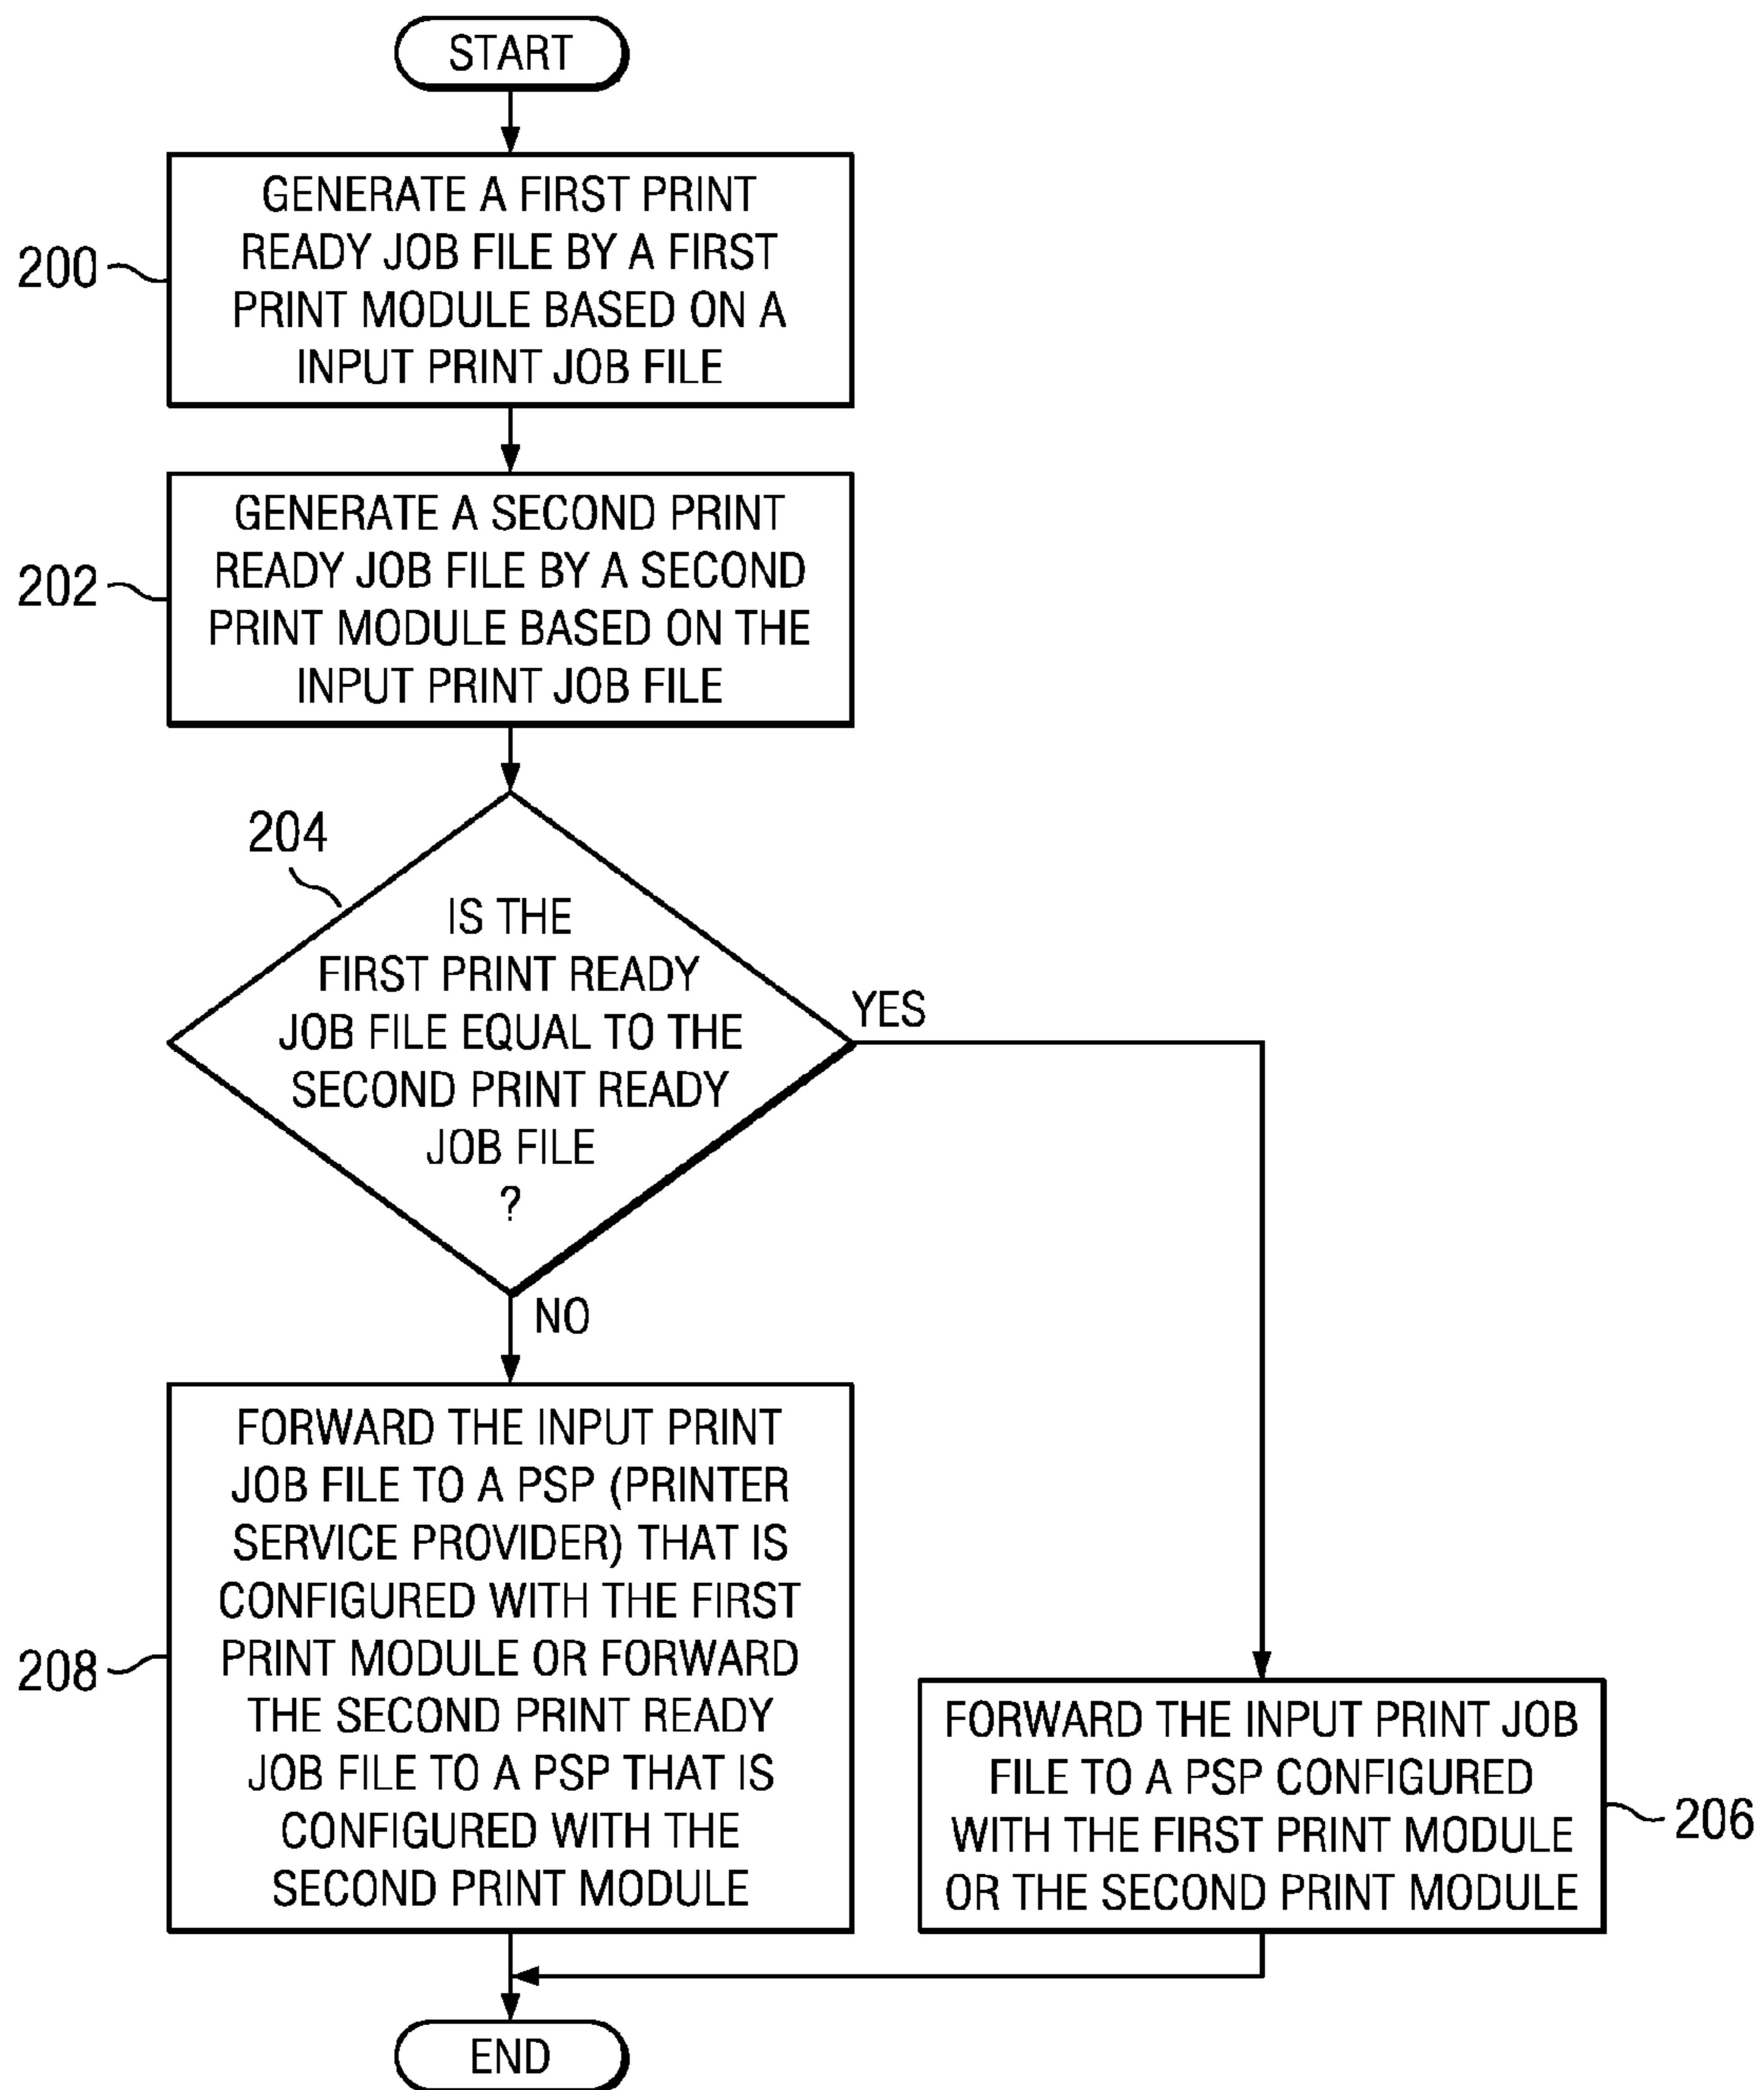 START
200
GENERATE A FIRST PRINT
READY JOB FILE BY A FIRST
PRINT MODULE BASED ON A
INPUT PRINT JOB FILE
202
GENERATE A SECOND PRINT
READY JOB FILE BY A SECOND
PRINT MODULE BASED ON THE
INPUT PRINT JOB FILE
204
IS THE
FIRST PRINT READY
JOB FILE EQUAL TO THE
SECOND PRINT READY
JOB FILE
?
YES
NO
208
FORWARD THE INPUT PRINT
JOB FILE TO A PSP (PRINTER
SERVICE PROVIDER) THAT IS
CONFIGURED WITH THE FIRST
PRINT MODULE OR FORWARD
THE SECOND PRINT READY
JOB FILE TO A PSP THAT IS
CONFIGURED WITH THE
SECOND PRINT MODULE
FORWARD THE INPUT PRINT JOB
FILE TO A PSP CONFIGURED
WITH THE FIRST PRINT MODULE
OR THE SECOND PRINT MODULE
206
END